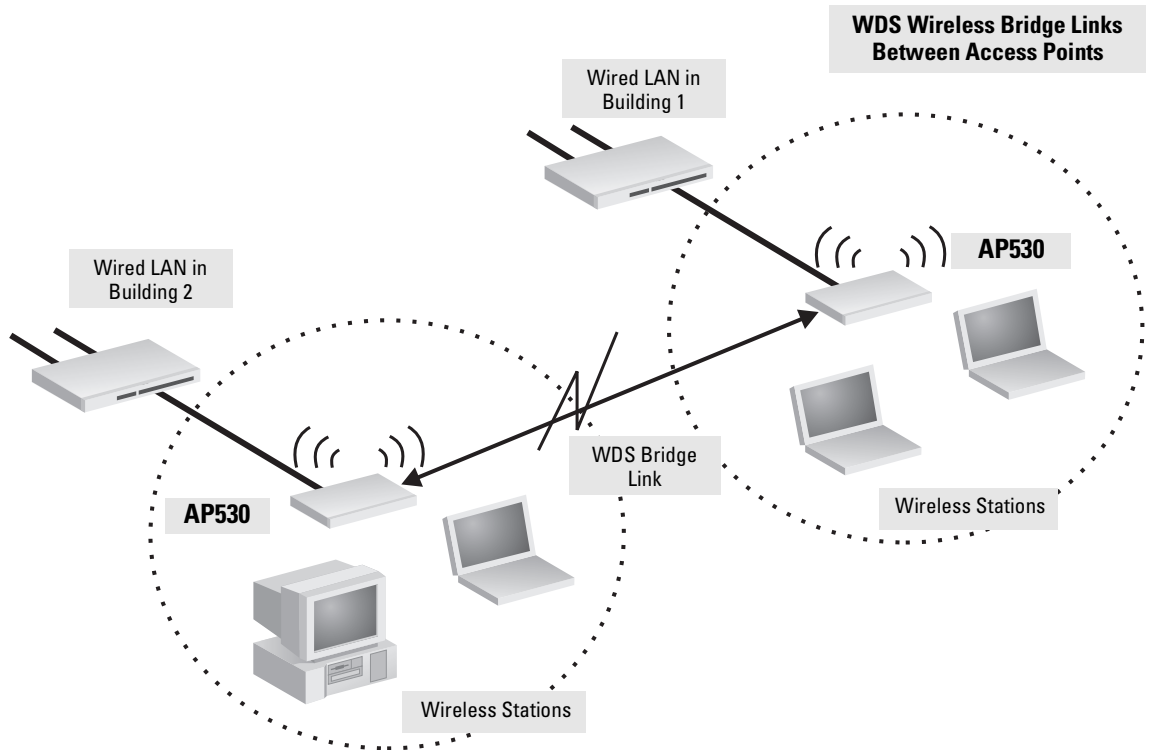 WDS Wireless Bridge Links
Between Access Points
Wired LAN in
Building 1
AP530
Wired LAN in
Building 2
WDS Bridge
Link
Wireless Stations
AP530
Wireless Stations